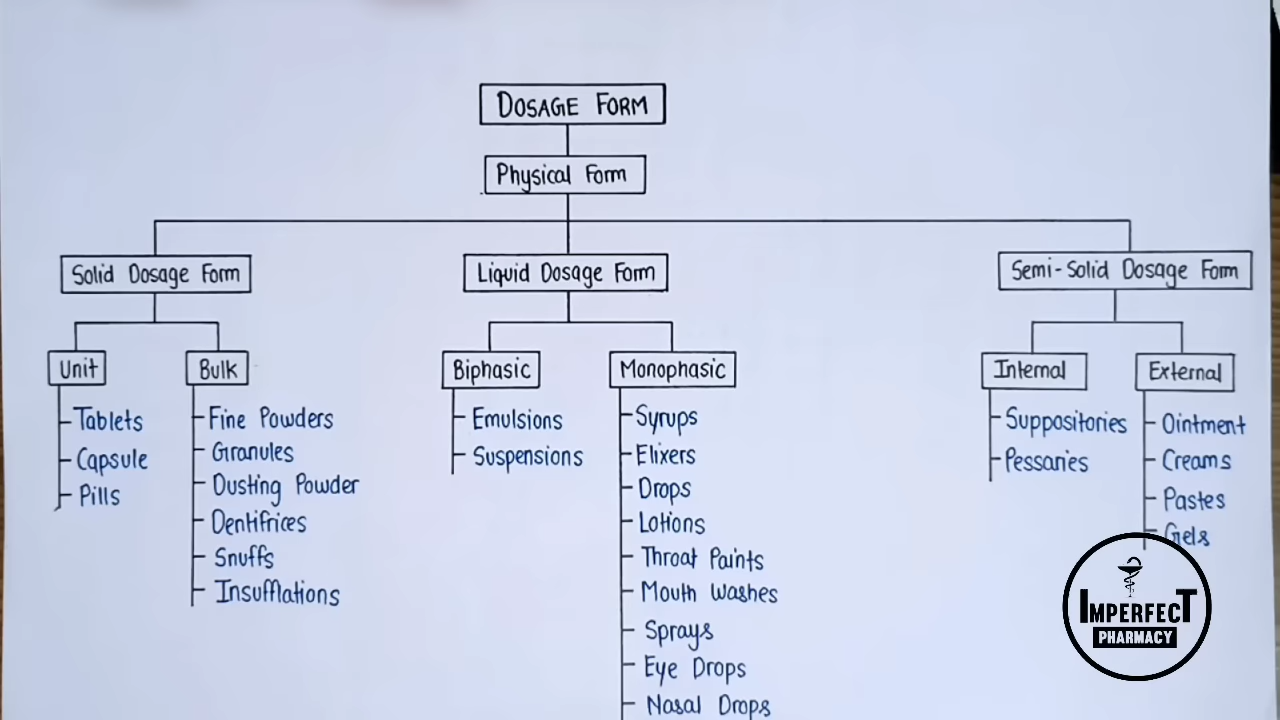 DOSAGE FORM
Physical Form
Solid Dosage Form
Unit
Tablets
Capsule
Pills
Bulk
Fine Powders
Granules
Dusting Powder
Dentifrices
Snuffs
Insufflations
Liquid Dosage Form
Biphasic
Emulsions
Suspensions
Monophasic
Syrups
Elixers
Drops
Lotions
Throat Paints
Mouth Washes
Sprays
Eye Drops
Nasal Drops
Semi-Solid Dosage Form
Internal
Suppositories
Pessaries
External
Ointment
Creams
Pastes
Gels
IMPERFECT
PHARMACY